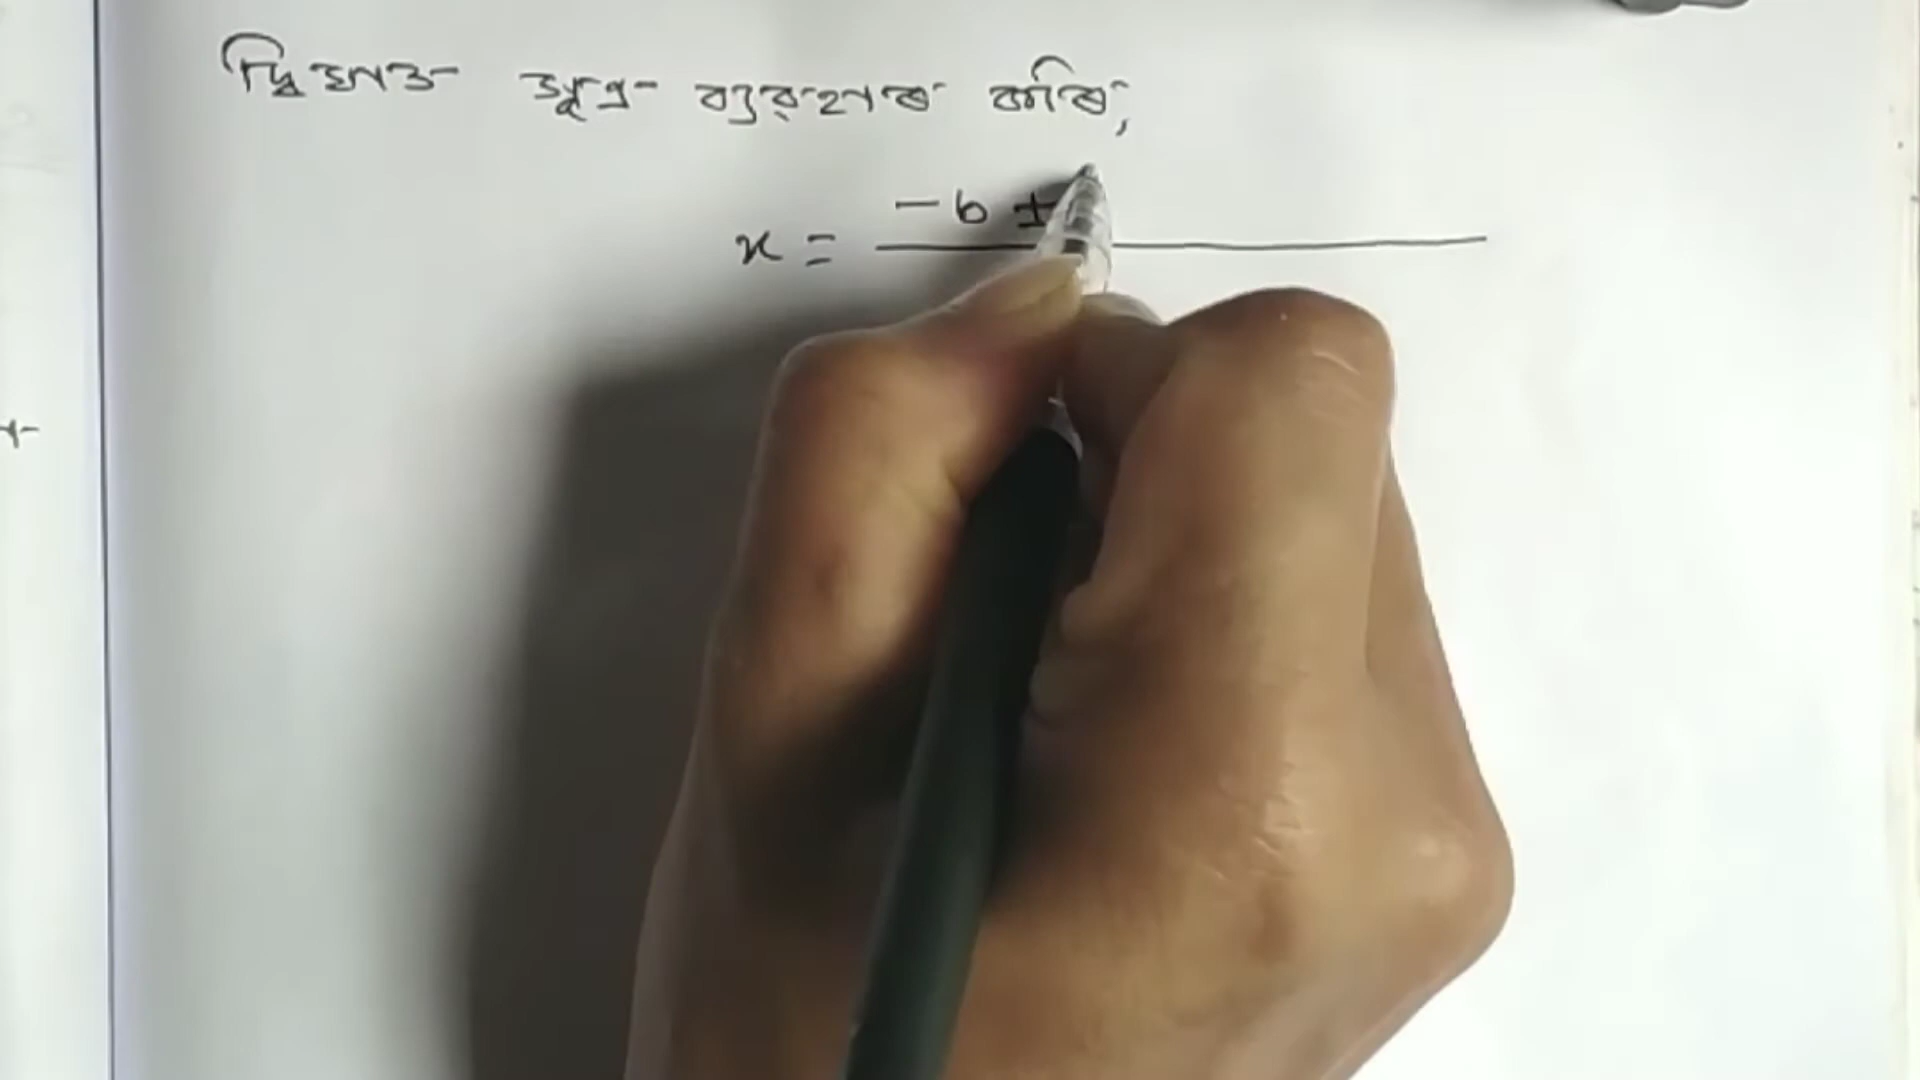 দ্বিঘাত সূত্ৰ ব্যৱহাৰ কৰি,
x = -b ±